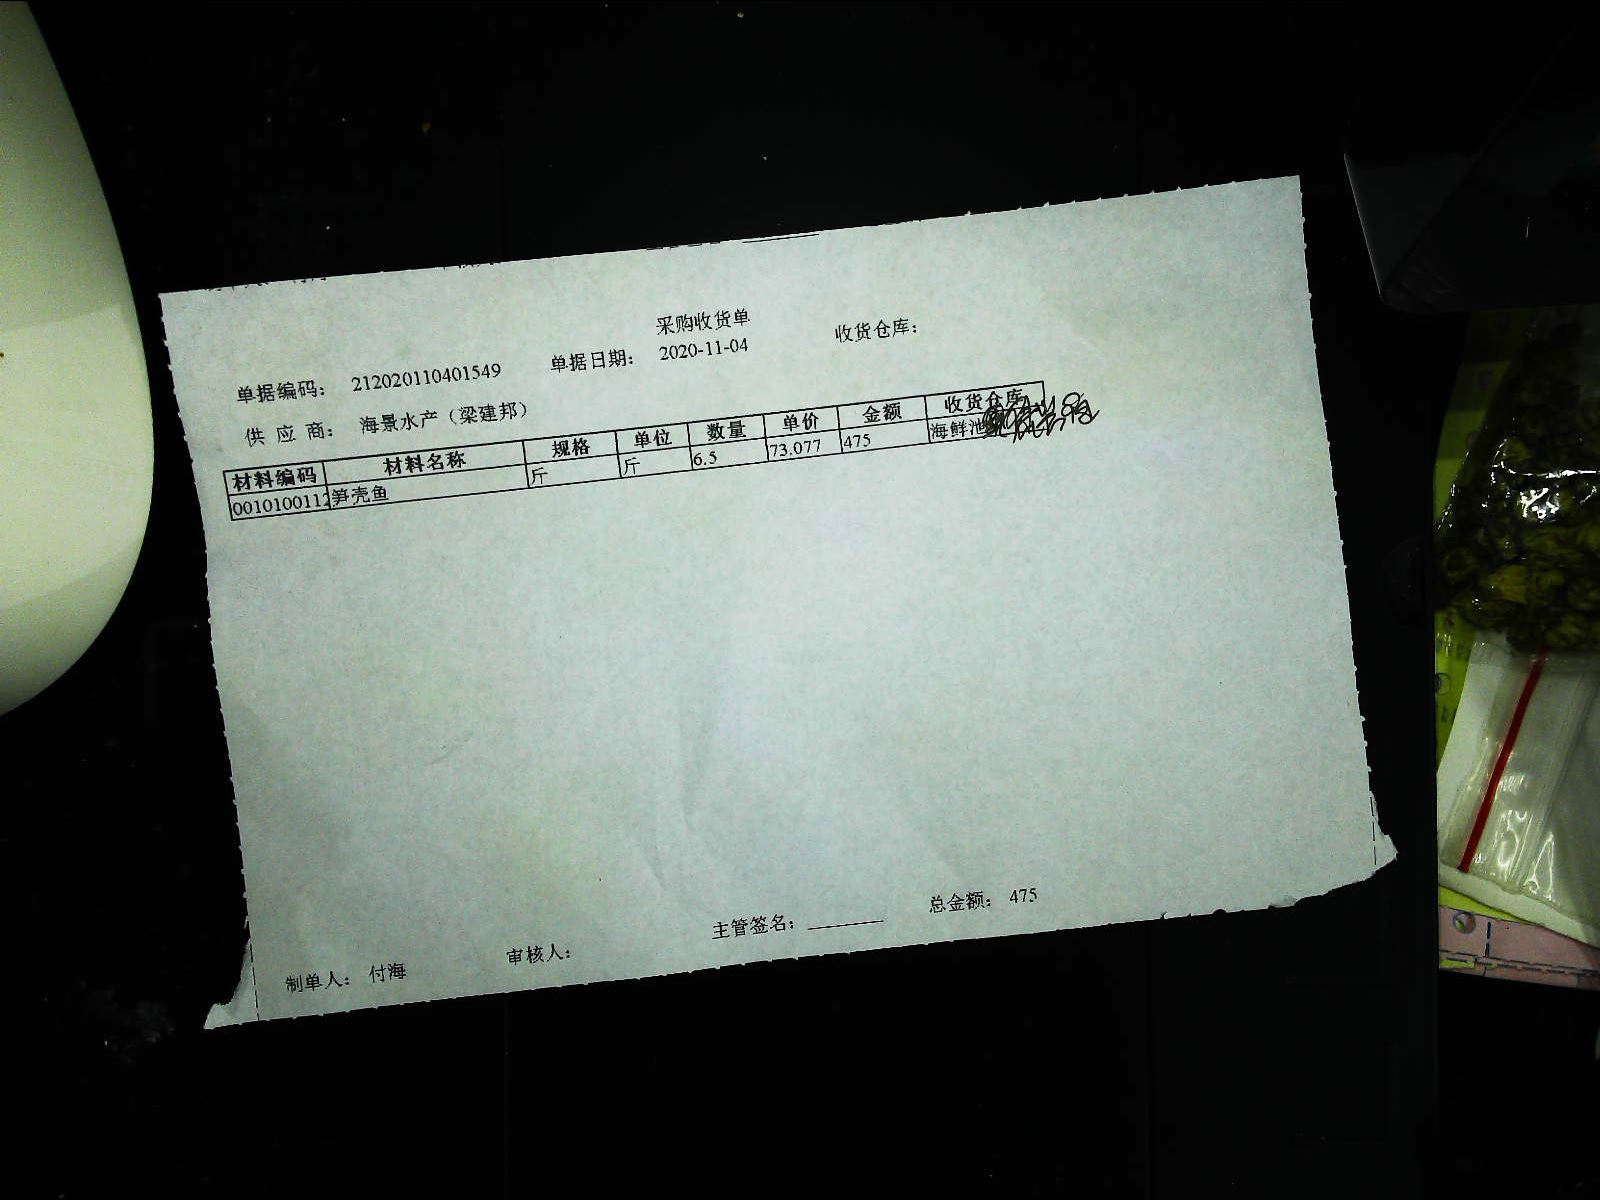 采购收货单
单据编码： 212020110401549 单据日期： 2020-11-04 收货仓库：
供 应 商： 海景水产（梁建邦）
材料编码 材料名称 规格 单位 数量 单价 金额 收货仓库
0010100112 笋壳鱼 斤 斤 6.5 73.077 475 海鲜池
制单人： 付海 审核人： 主管签名： 总金额： 475